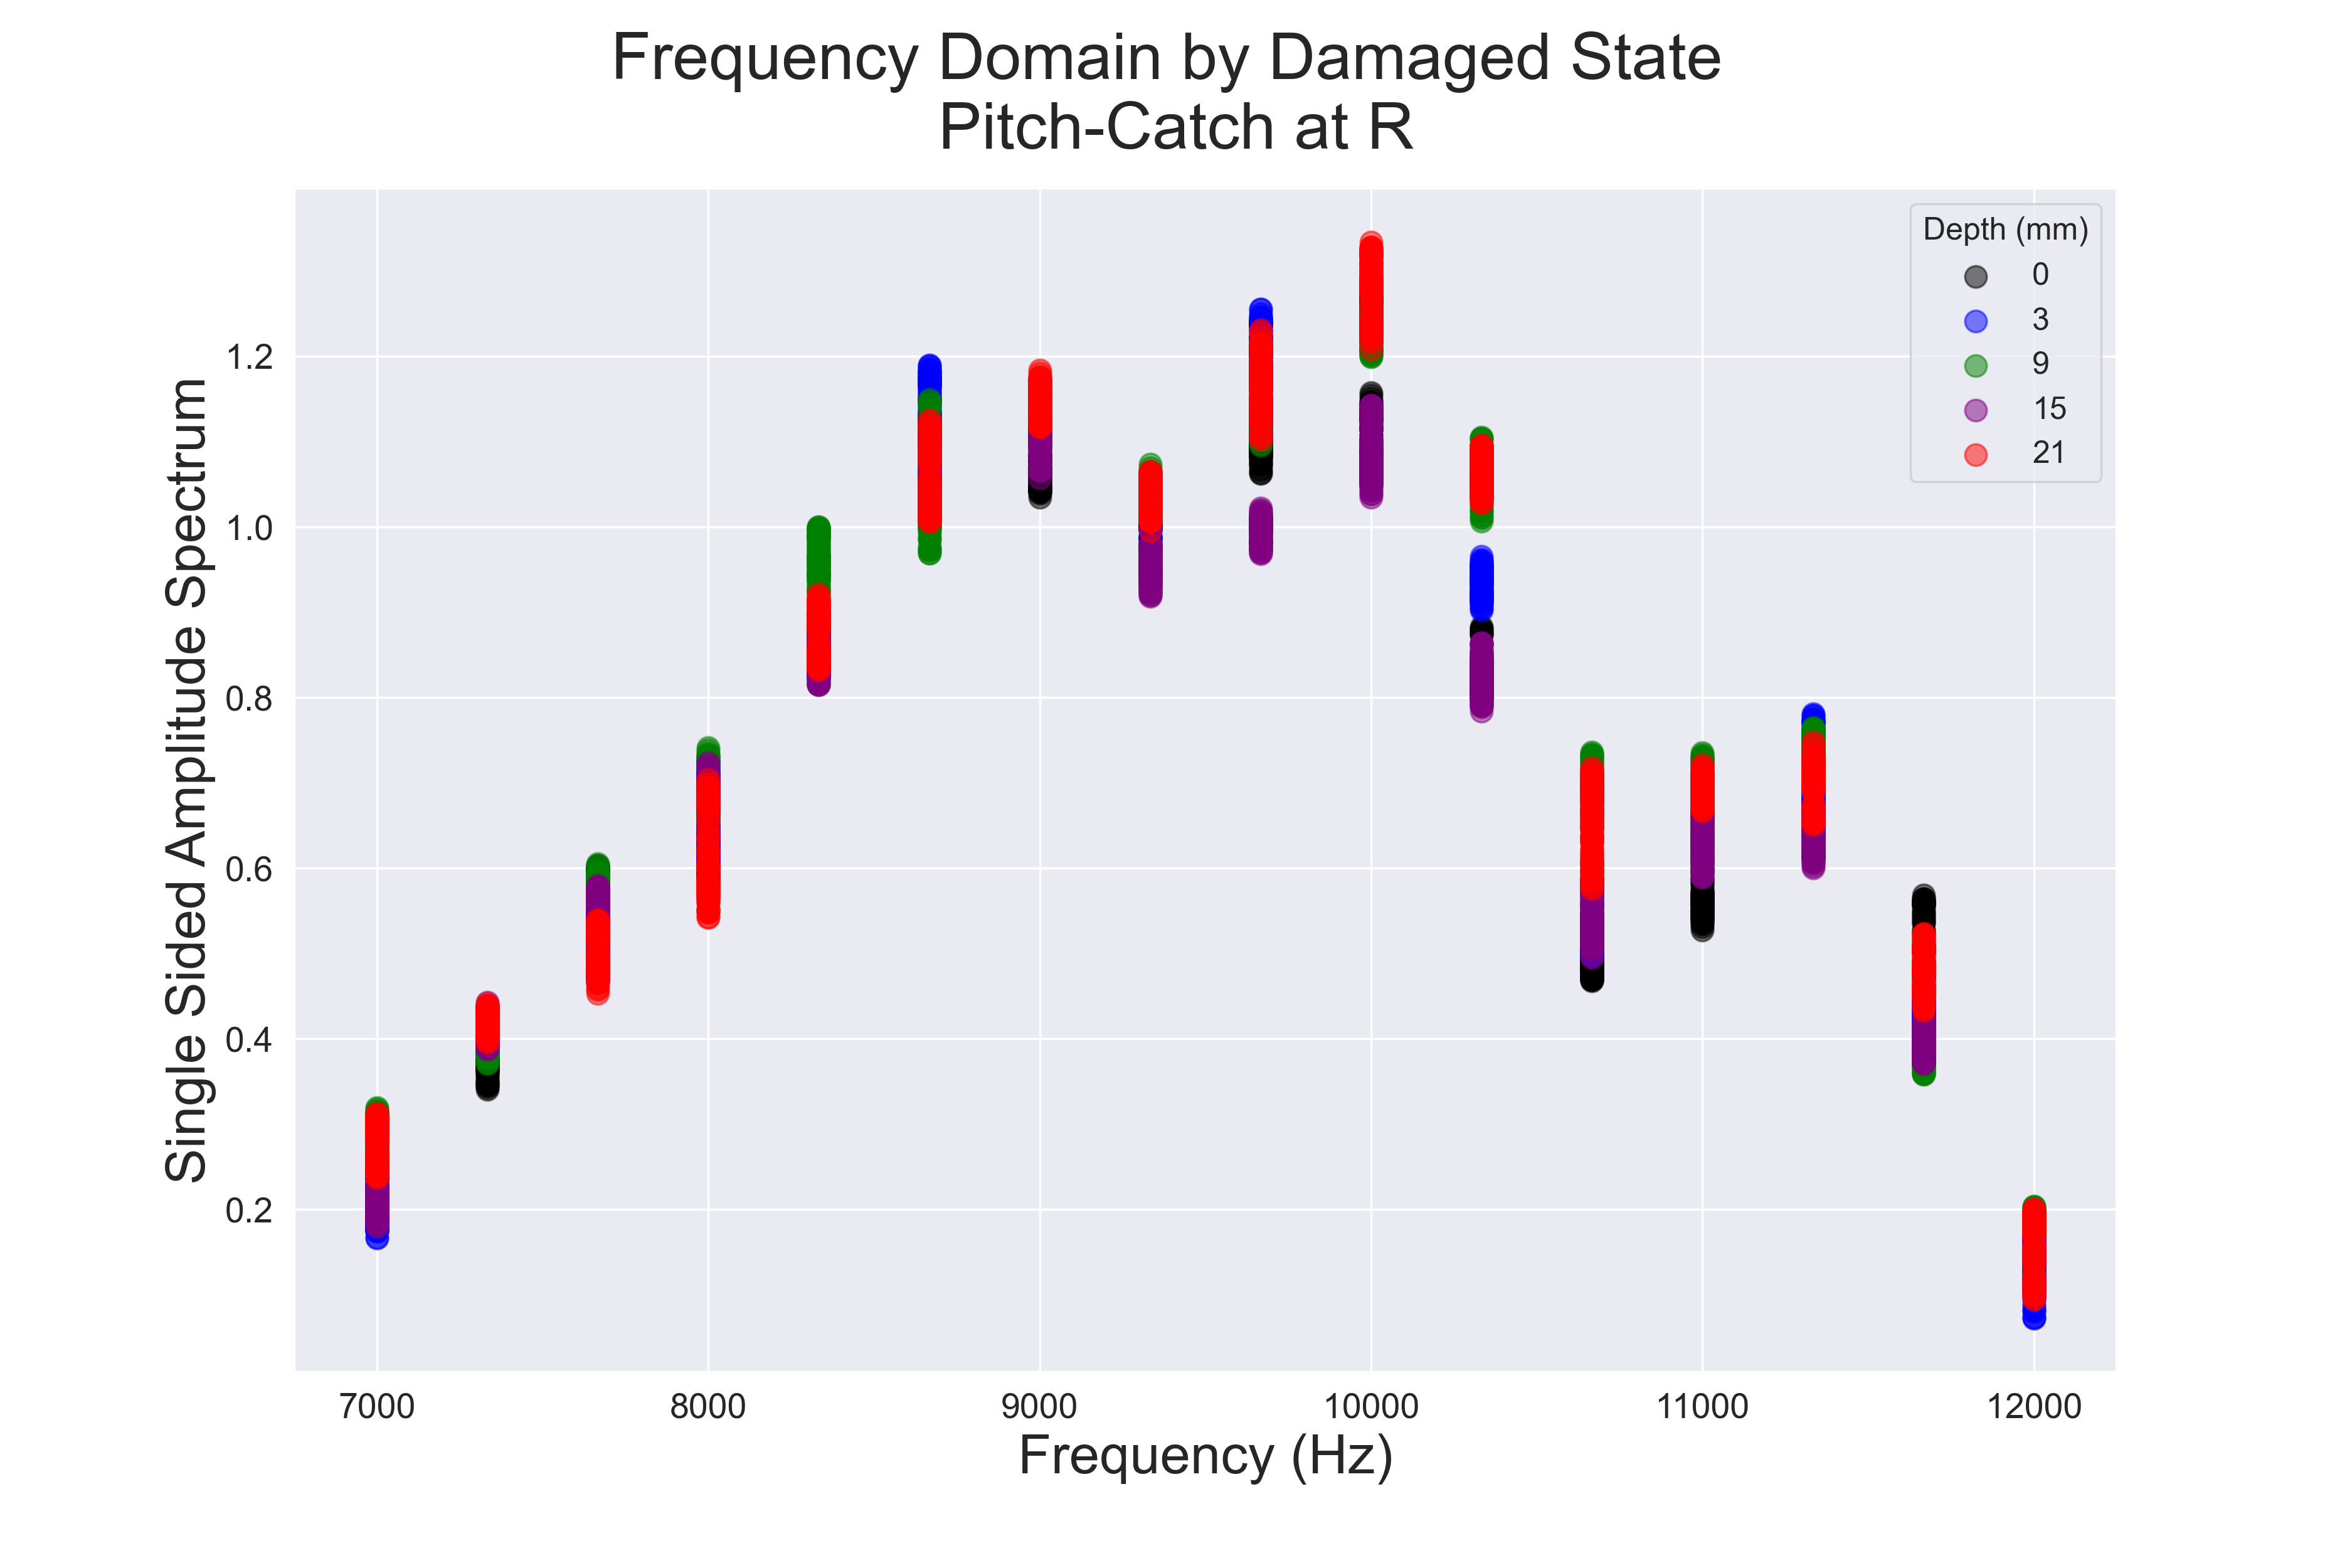 Frequency Domain by Damaged State
Pitch-Catch at R
Depth (mm)
0
3
9
15
21
Single Sided Amplitude Spectrum
1.2
1.0
0.8
0.6
0.4
0.2
7000 8000 9000 10000 11000 12000
Frequency (Hz)